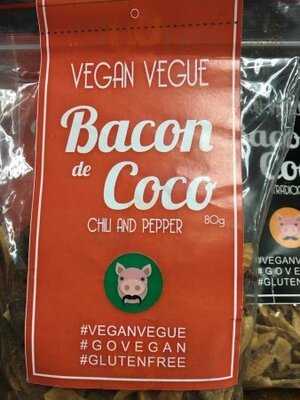 VEGAN VEGUE
Bacon
de
Coco
CHILI AND PEPPER
80g
#VEGANVEGUE
#GOVEGAN
#GLUTENFREE